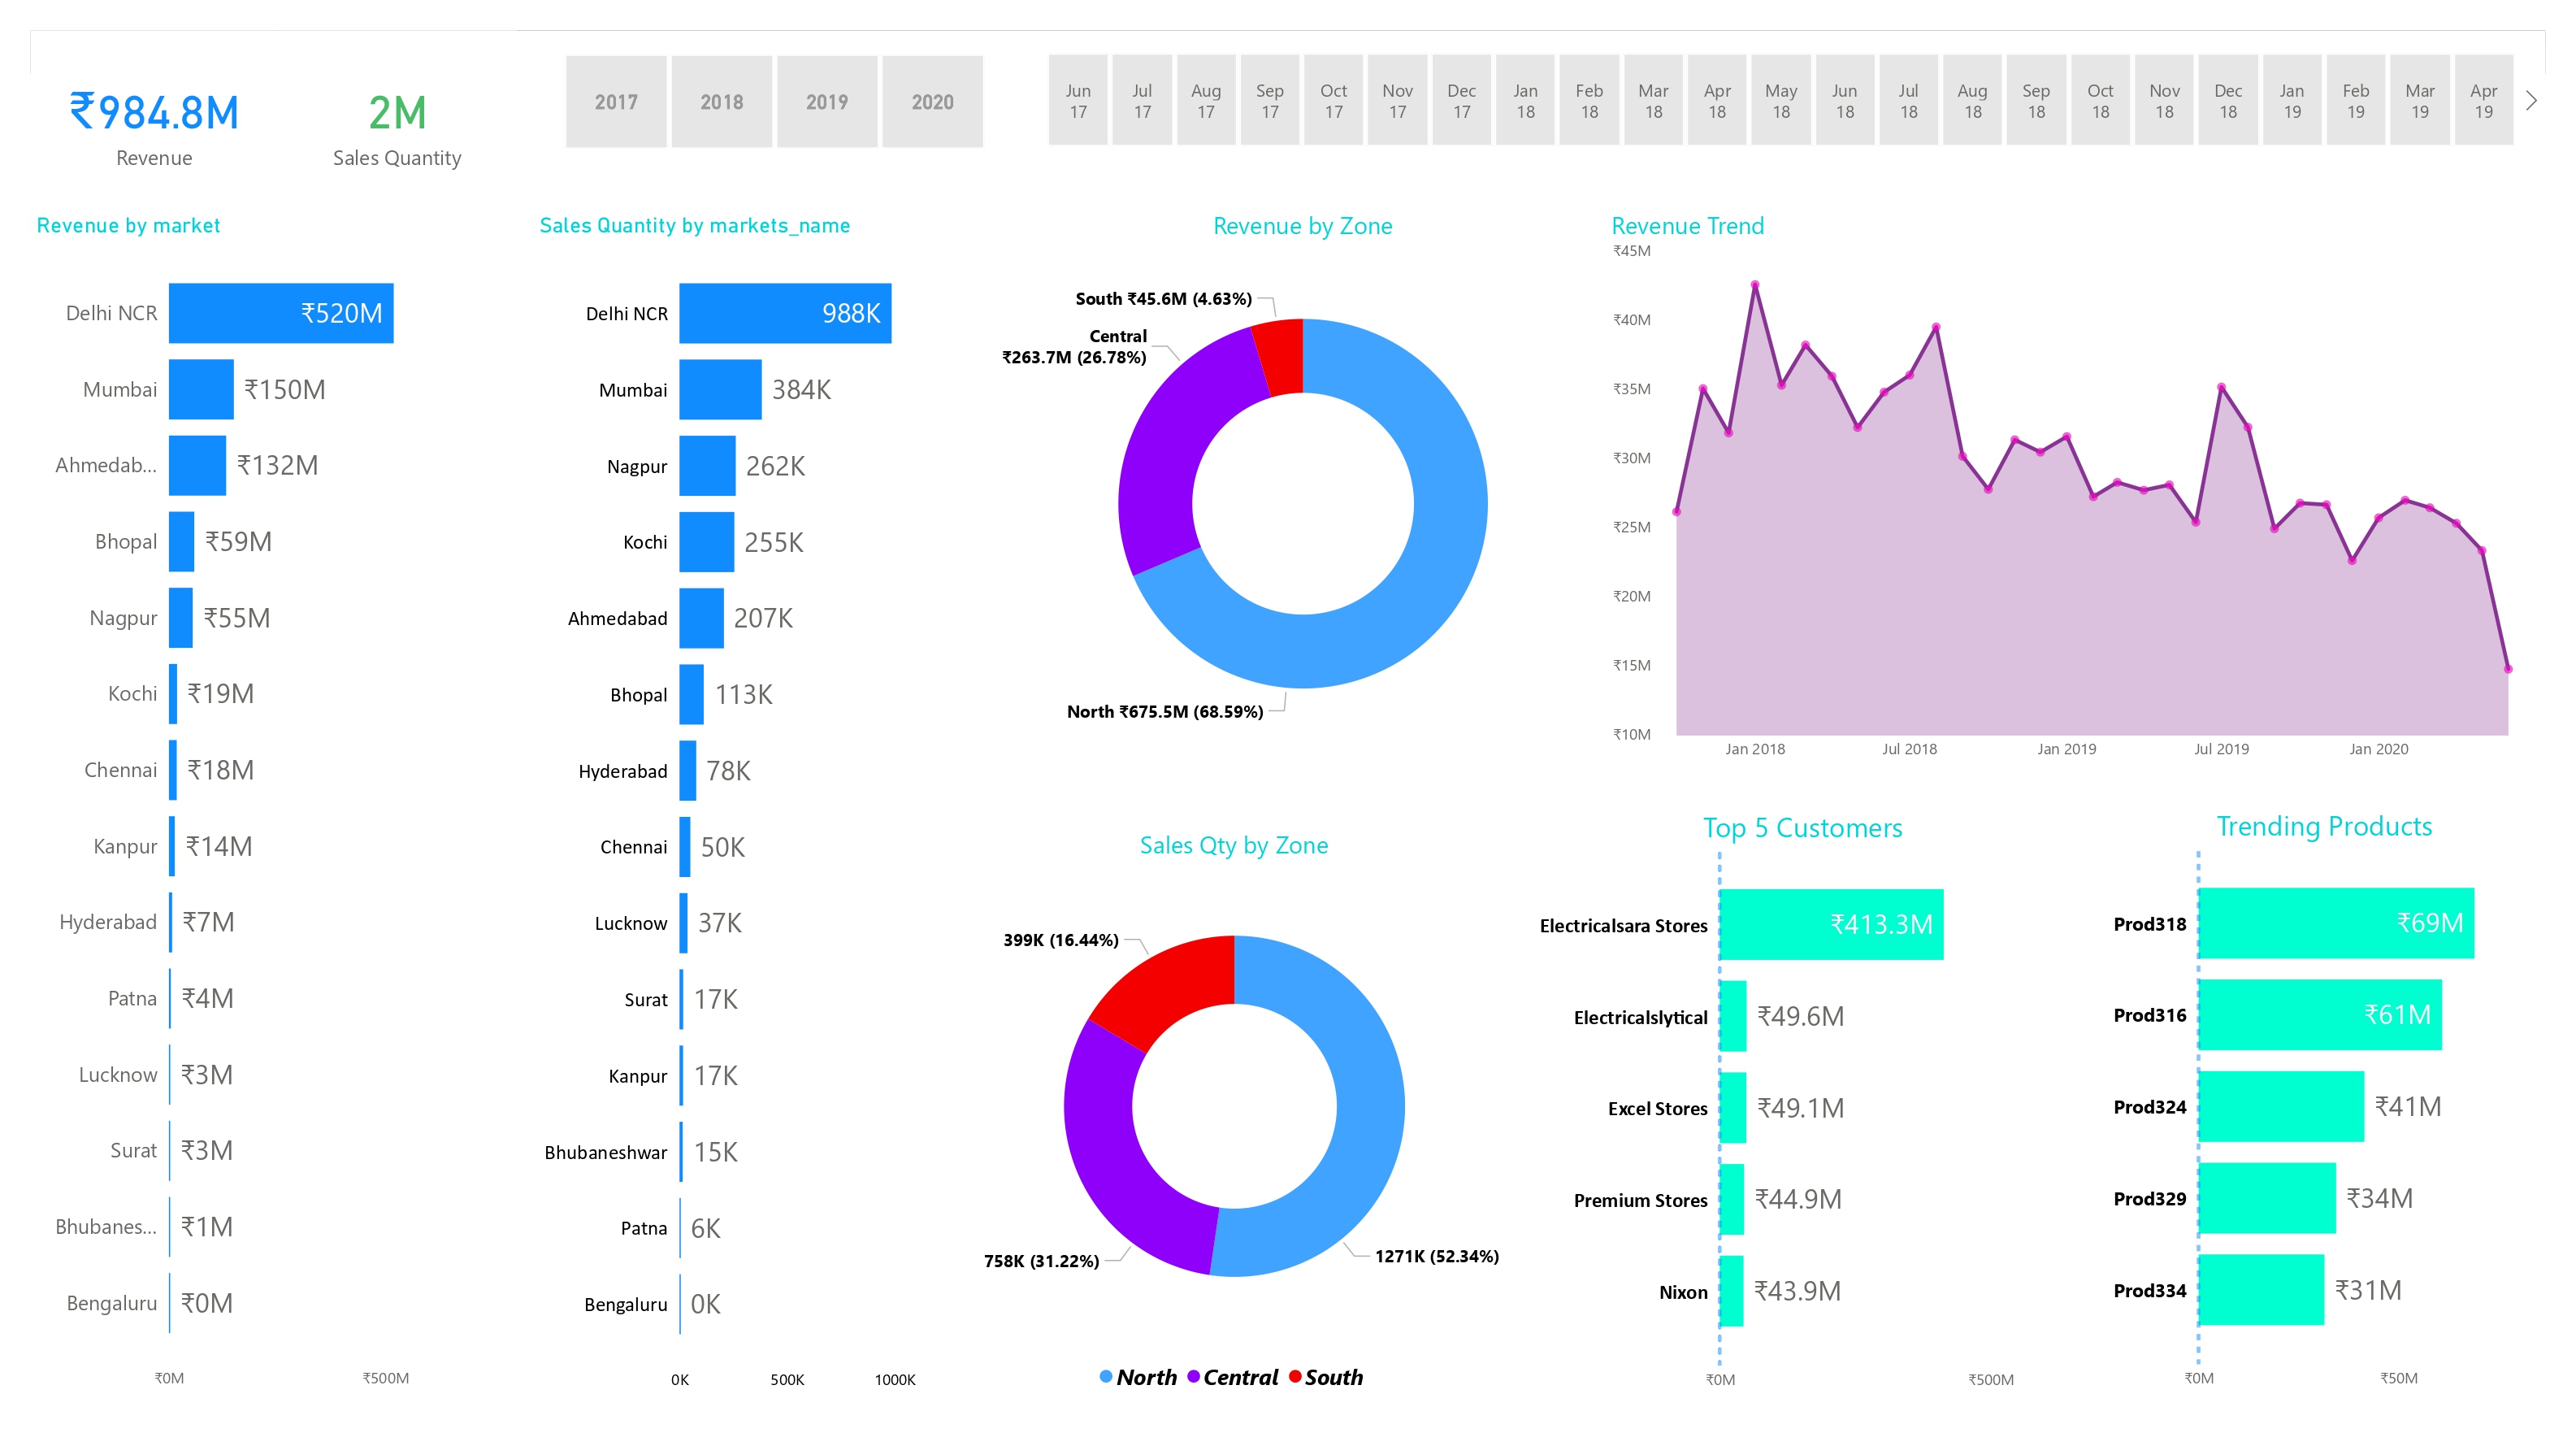 ₹984.8M
Revenue
2M
Sales Quantity
2017 2018 2019 2020
Jun 17
Jul 17
Aug 17
Sep 17
Oct 17
Nov 17
Dec 17
Jan 18
Feb 18
Mar 18
Apr 18
May 18
Jun 18
Jul 18
Aug 18
Sep 18
Oct 18
Nov 18
Dec 18
Jan 19
Feb 19
Mar 19
Apr 19
Revenue by market
Delhi NCR ₹520M
Mumbai ₹150M
Ahmedab... ₹132M
Bhopal ₹59M
Nagpur ₹55M
Kochi ₹19M
Chennai ₹18M
Kanpur ₹14M
Hyderabad ₹7M
Patna ₹4M
Lucknow ₹3M
Surat ₹3M
Bhubanes... ₹1M
Bengaluru ₹0M
₹0M ₹500M
Sales Quantity by markets_name
Delhi NCR 988K
Mumbai 384K
Nagpur 262K
Kochi 255K
Ahmedabad 207K
Bhopal 113K
Hyderabad 78K
Chennai 50K
Lucknow 37K
Surat 17K
Kanpur 17K
Bhubaneshwar 15K
Patna 6K
Bengaluru 0K
0K 500K 1000K
Revenue by Zone
South ₹45.6M (4.63%)
Central
₹263.7M (26.78%)
North ₹675.5M (68.59%)
Sales Qty by Zone
399K (16.44%)
758K (31.22%)
1271K (52.34%)
North Central South
Revenue Trend
₹45M
₹40M
₹35M
₹30M
₹25M
₹20M
₹15M
₹10M
Jan 2018 Jul 2018 Jan 2019 Jul 2019 Jan 2020
Top 5 Customers
Electricalsara Stores ₹413.3M
Electricalslytical ₹49.6M
Excel Stores ₹49.1M
Premium Stores ₹44.9M
Nixon ₹43.9M
₹0M ₹500M
Trending Products
Prod318 ₹69M
Prod316 ₹61M
Prod324 ₹41M
Prod329 ₹34M
Prod334 ₹31M
₹0M ₹50M